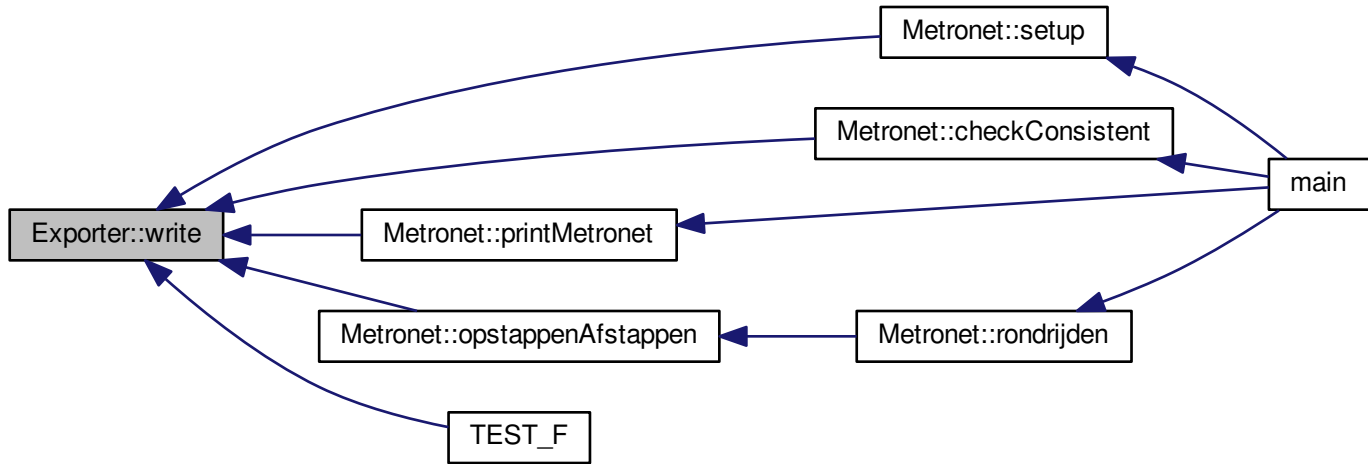 Metronet::setup
Metronet::checkConsistent
main
Exporter::write
Metronet::printMetronet
Metronet::opstappenAfstappen
Metronet::rondrijden
TEST_F